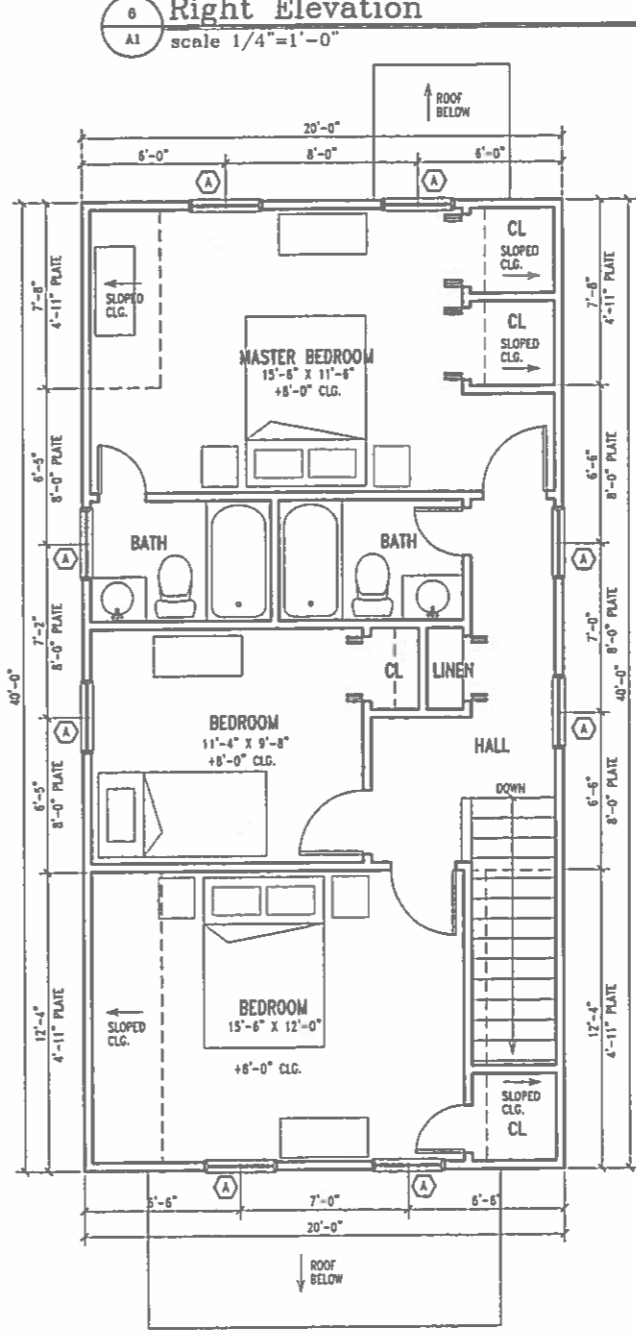 6
A1
Right Elevation
scale 1/4"=1'-0"
ROOF
BELOW
20'-0"
6'-0"
8'-0"
6'-0"
A
A
CL
SLOPED
CLG.
SLOPED
CLG.
CL
SLOPED
CLG.
7'-8"
4'-11" PLATE
7'-8"
4'-11" PLATE
MASTER BEDROOM
15'-6" X 11'-6"
+8'-0" CLG.
6'-5"
8'-0" PLATE
6'-6"
8'-0" PLATE
BATH
BATH
A
A
7'-2"
8'-0" PLATE
7'-0"
8'-0" PLATE
40'-0"
40'-0"
CL
LINEN
BEDROOM
11'-4" X 9'-8"
+8'-0" CLG.
A
A
HALL
6'-5"
8'-0" PLATE
6'-6"
8'-0" PLATE
DOWN
BEDROOM
15'-6" X 12'-0"
+8'-0" CLG.
SLOPED
CLG.
12'-4"
4'-11" PLATE
12'-4"
4'-11" PLATE
SLOPED
CLG.
CL
A
A
6'-6"
7'-0"
6'-6"
20'-0"
ROOF
BELOW